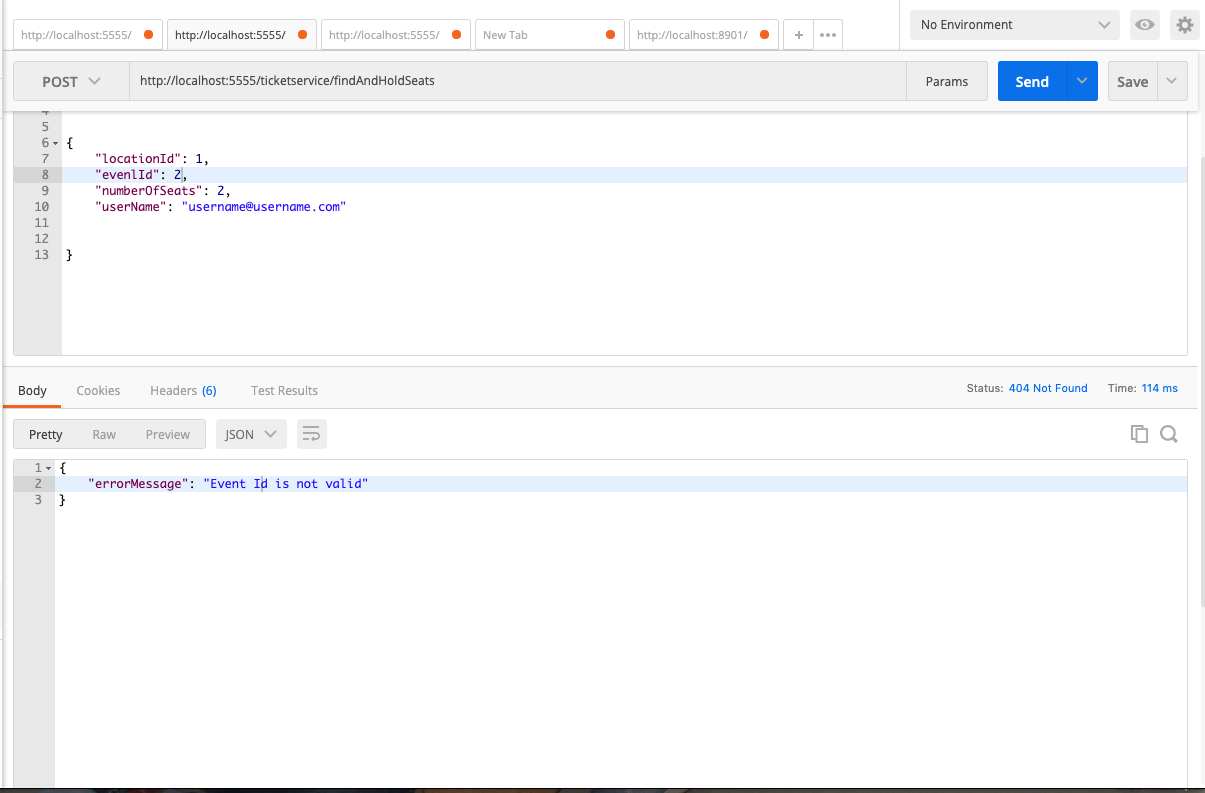 http://localhost:5555/ http://localhost:5555/ http://localhost:5555/ New Tab http://localhost:8901/ + ••• No Environment
POST http://localhost:5555/ticketservice/findAndHoldSeats Params Send Save
4
5
6 {
7 "locationId": 1,
8 "evenlId": 2,
9 "numberOfSeats": 2,
10 "userName": "username@username.com"
11
12
13 }
Body Cookies Headers (6) Test Results Status: 404 Not Found Time: 114 ms
Pretty Raw Preview JSON
1 {
2 "errorMessage": "Event Id is not valid"
3 }